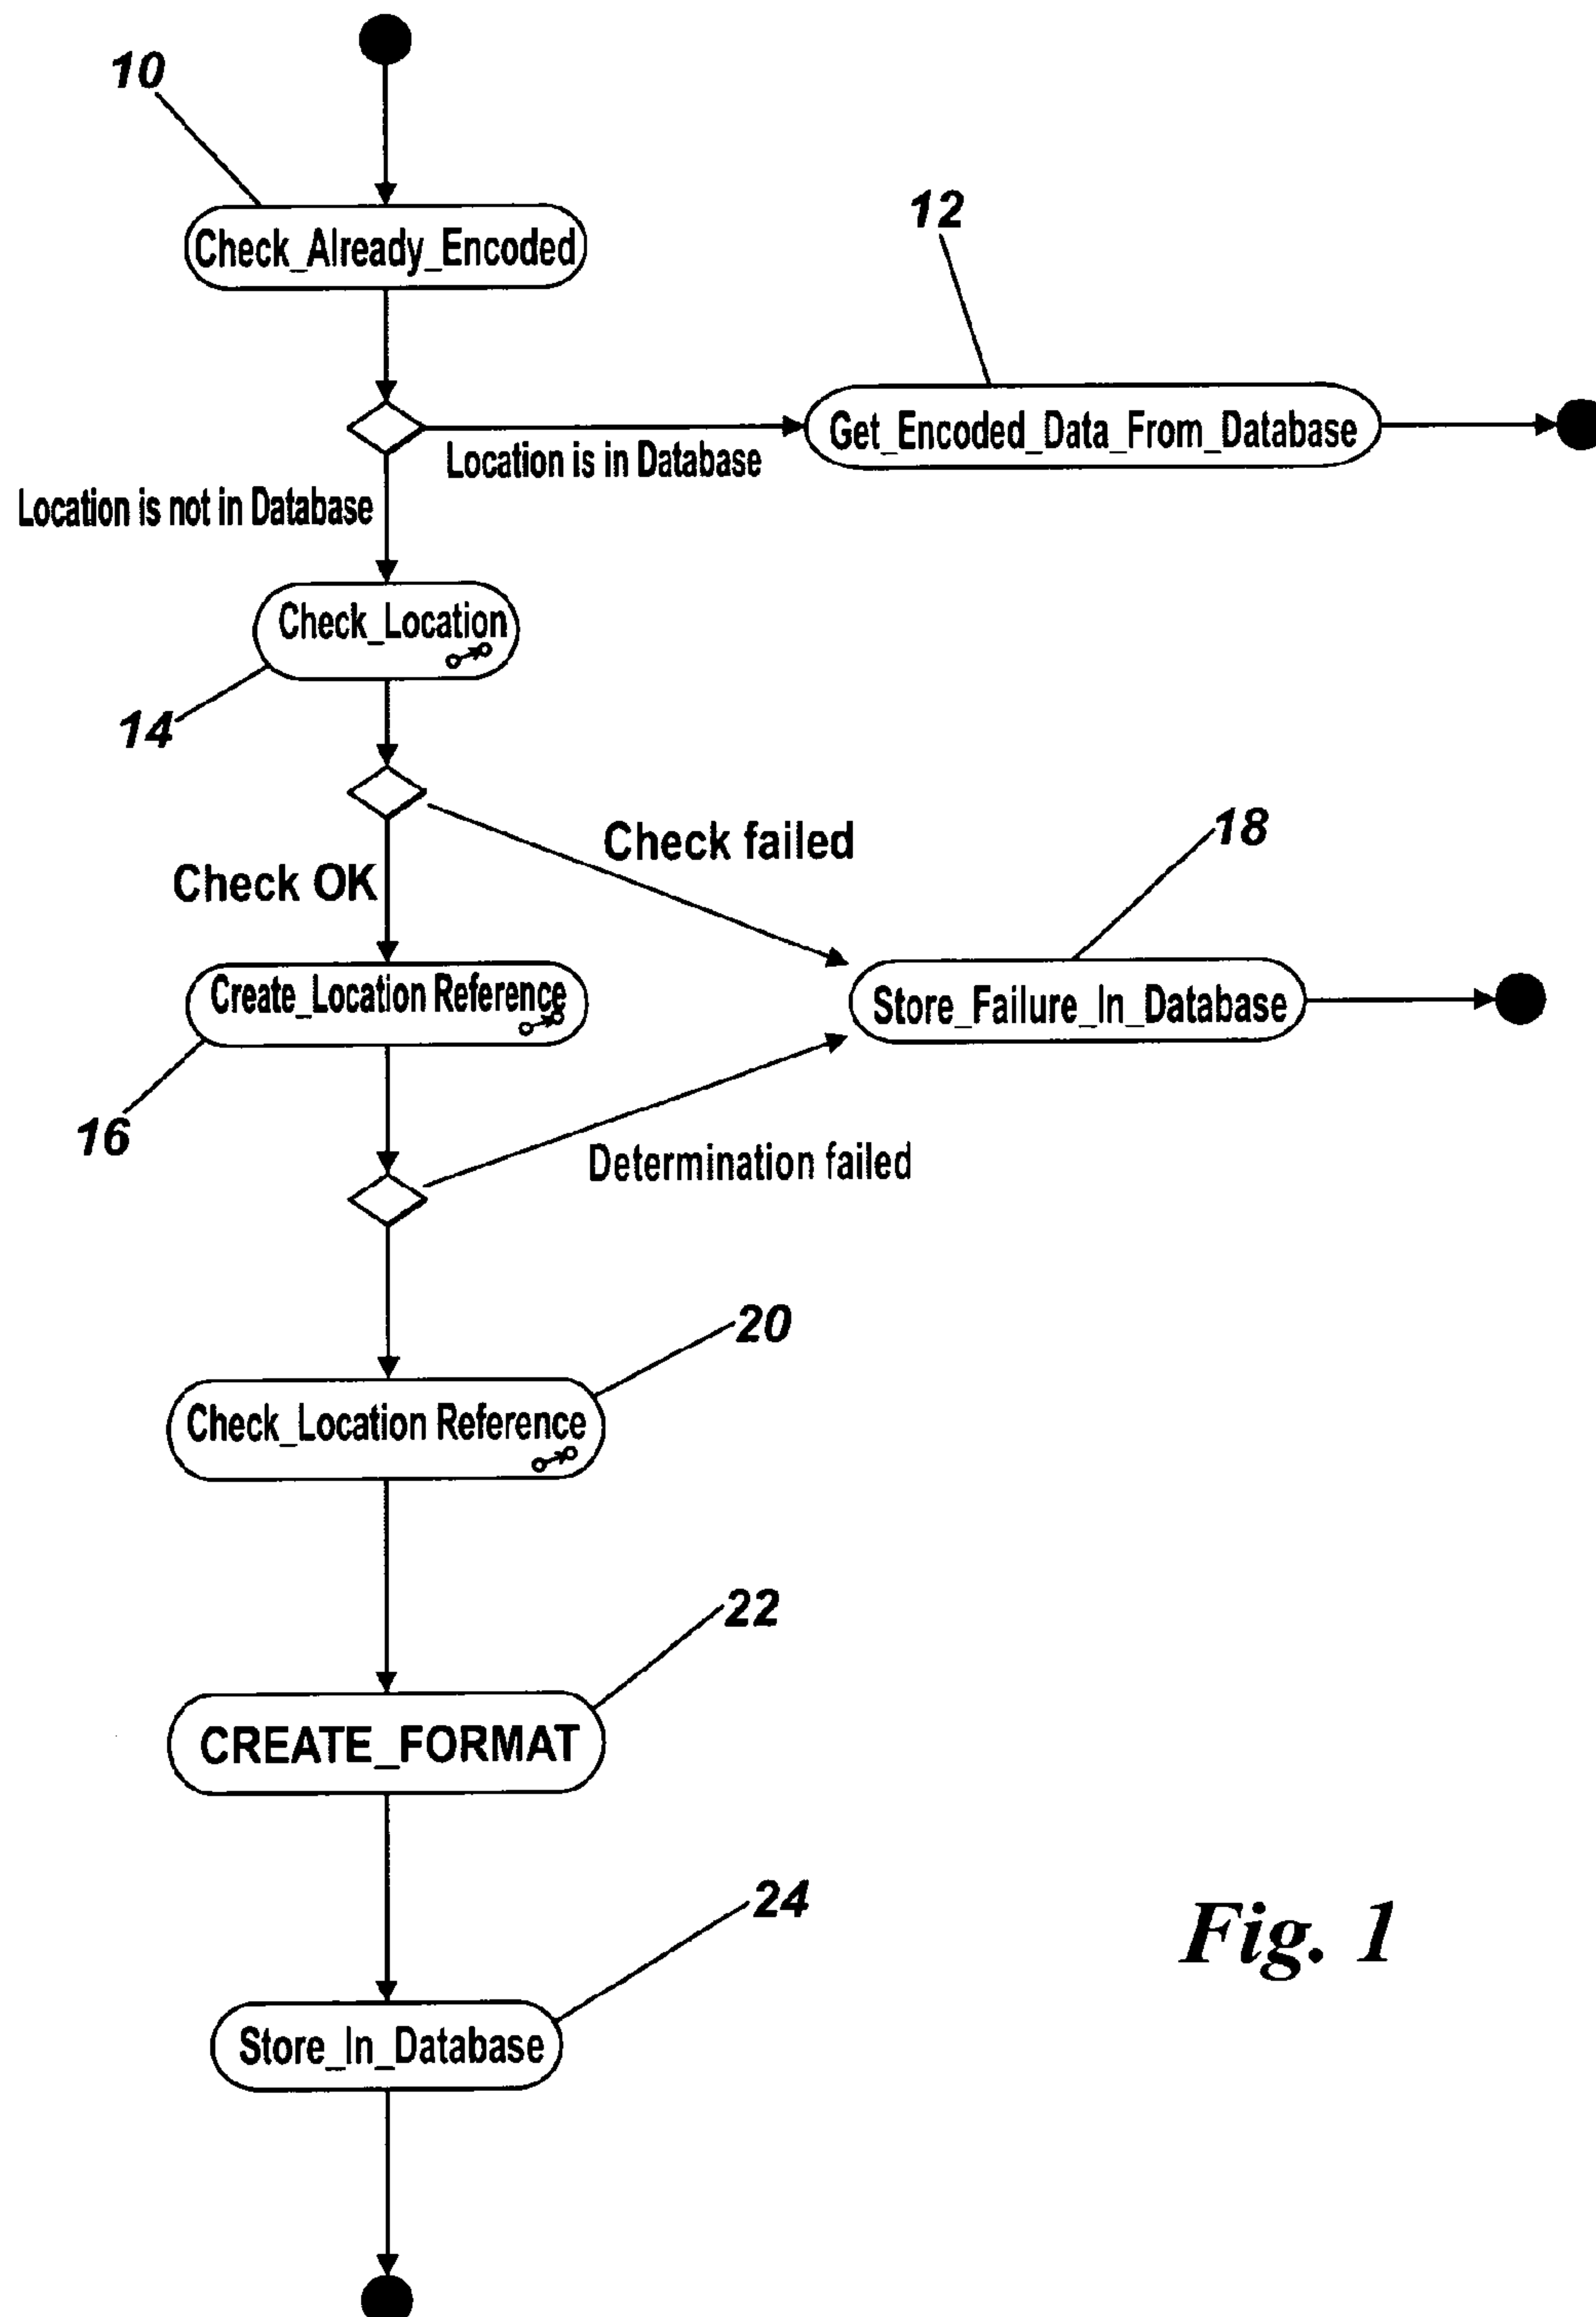 10
Check_Already_Encoded
12
Get_Encoded_Data_From_Database
Location is in Database
Location is not in Database
Check_Location
14
Check failed
18
Check OK
Create_Location Reference
Store_Failure_In_Database
16
Determination failed
20
Check_Location Reference
22
CREATE_FORMAT
24
Store_In_Database
Fig. 1